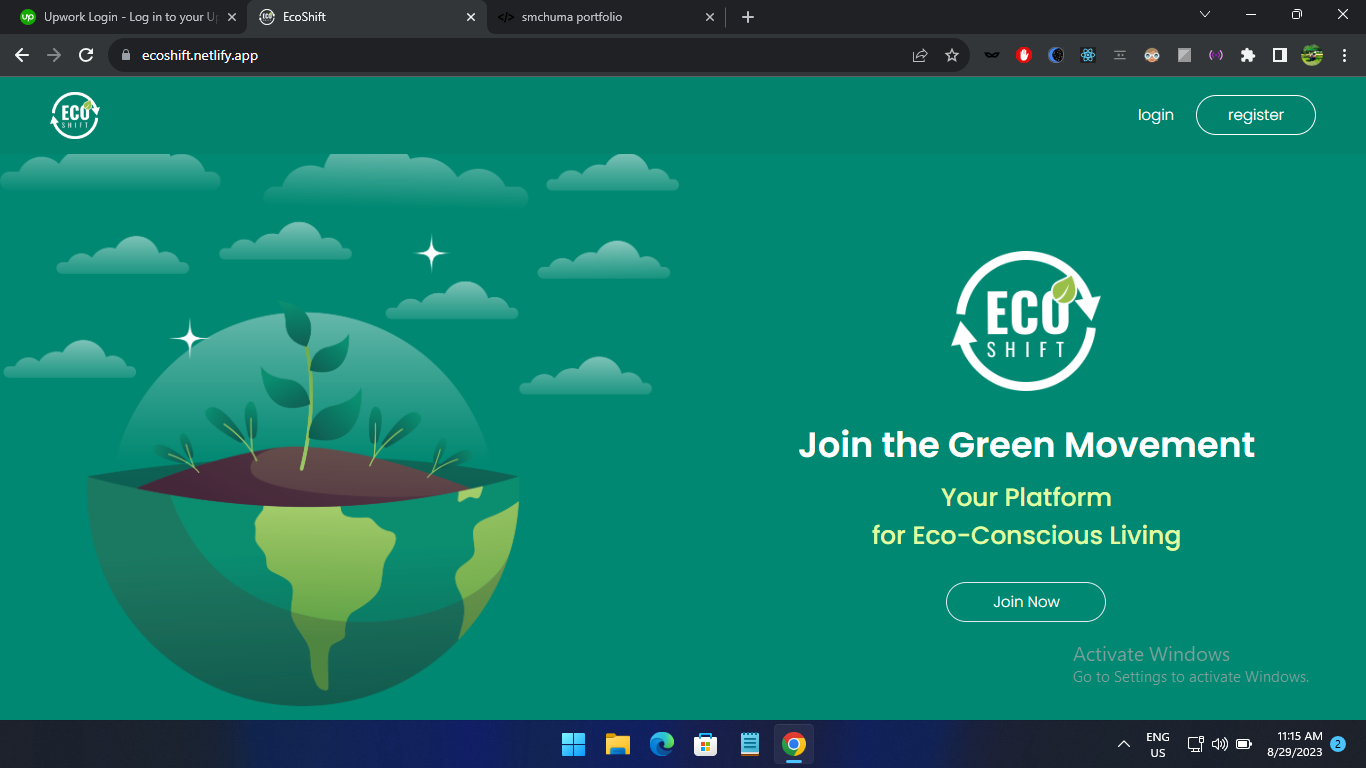 Upwork Login - Log in to your Up
EcoShift
smchuma portfolio
ecoshift.netlify.app
ECO
SHIFT
login
register
ECO
SHIFT
Join the Green Movement
Your Platform
for Eco-Conscious Living
Join Now
Activate Windows
Go to Settings to activate Windows.
ENG
US
11:15 AM
8/29/2023
2